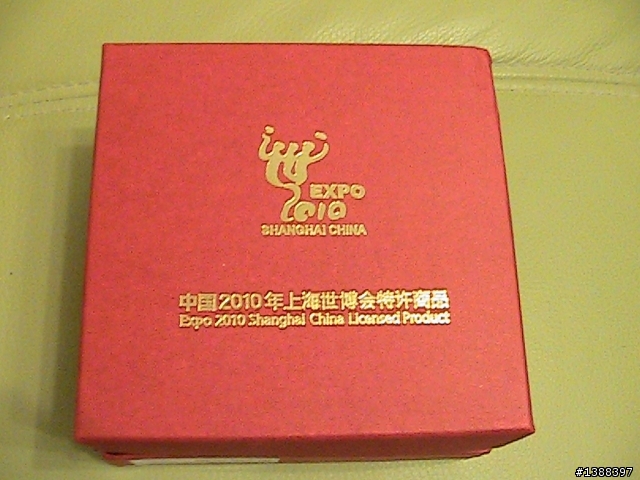 EXPO
2010
SHANGHAI CHINA
中国2010年上海世博会特许商品
Expo 2010 Shanghai China Licensed Product
#1388397